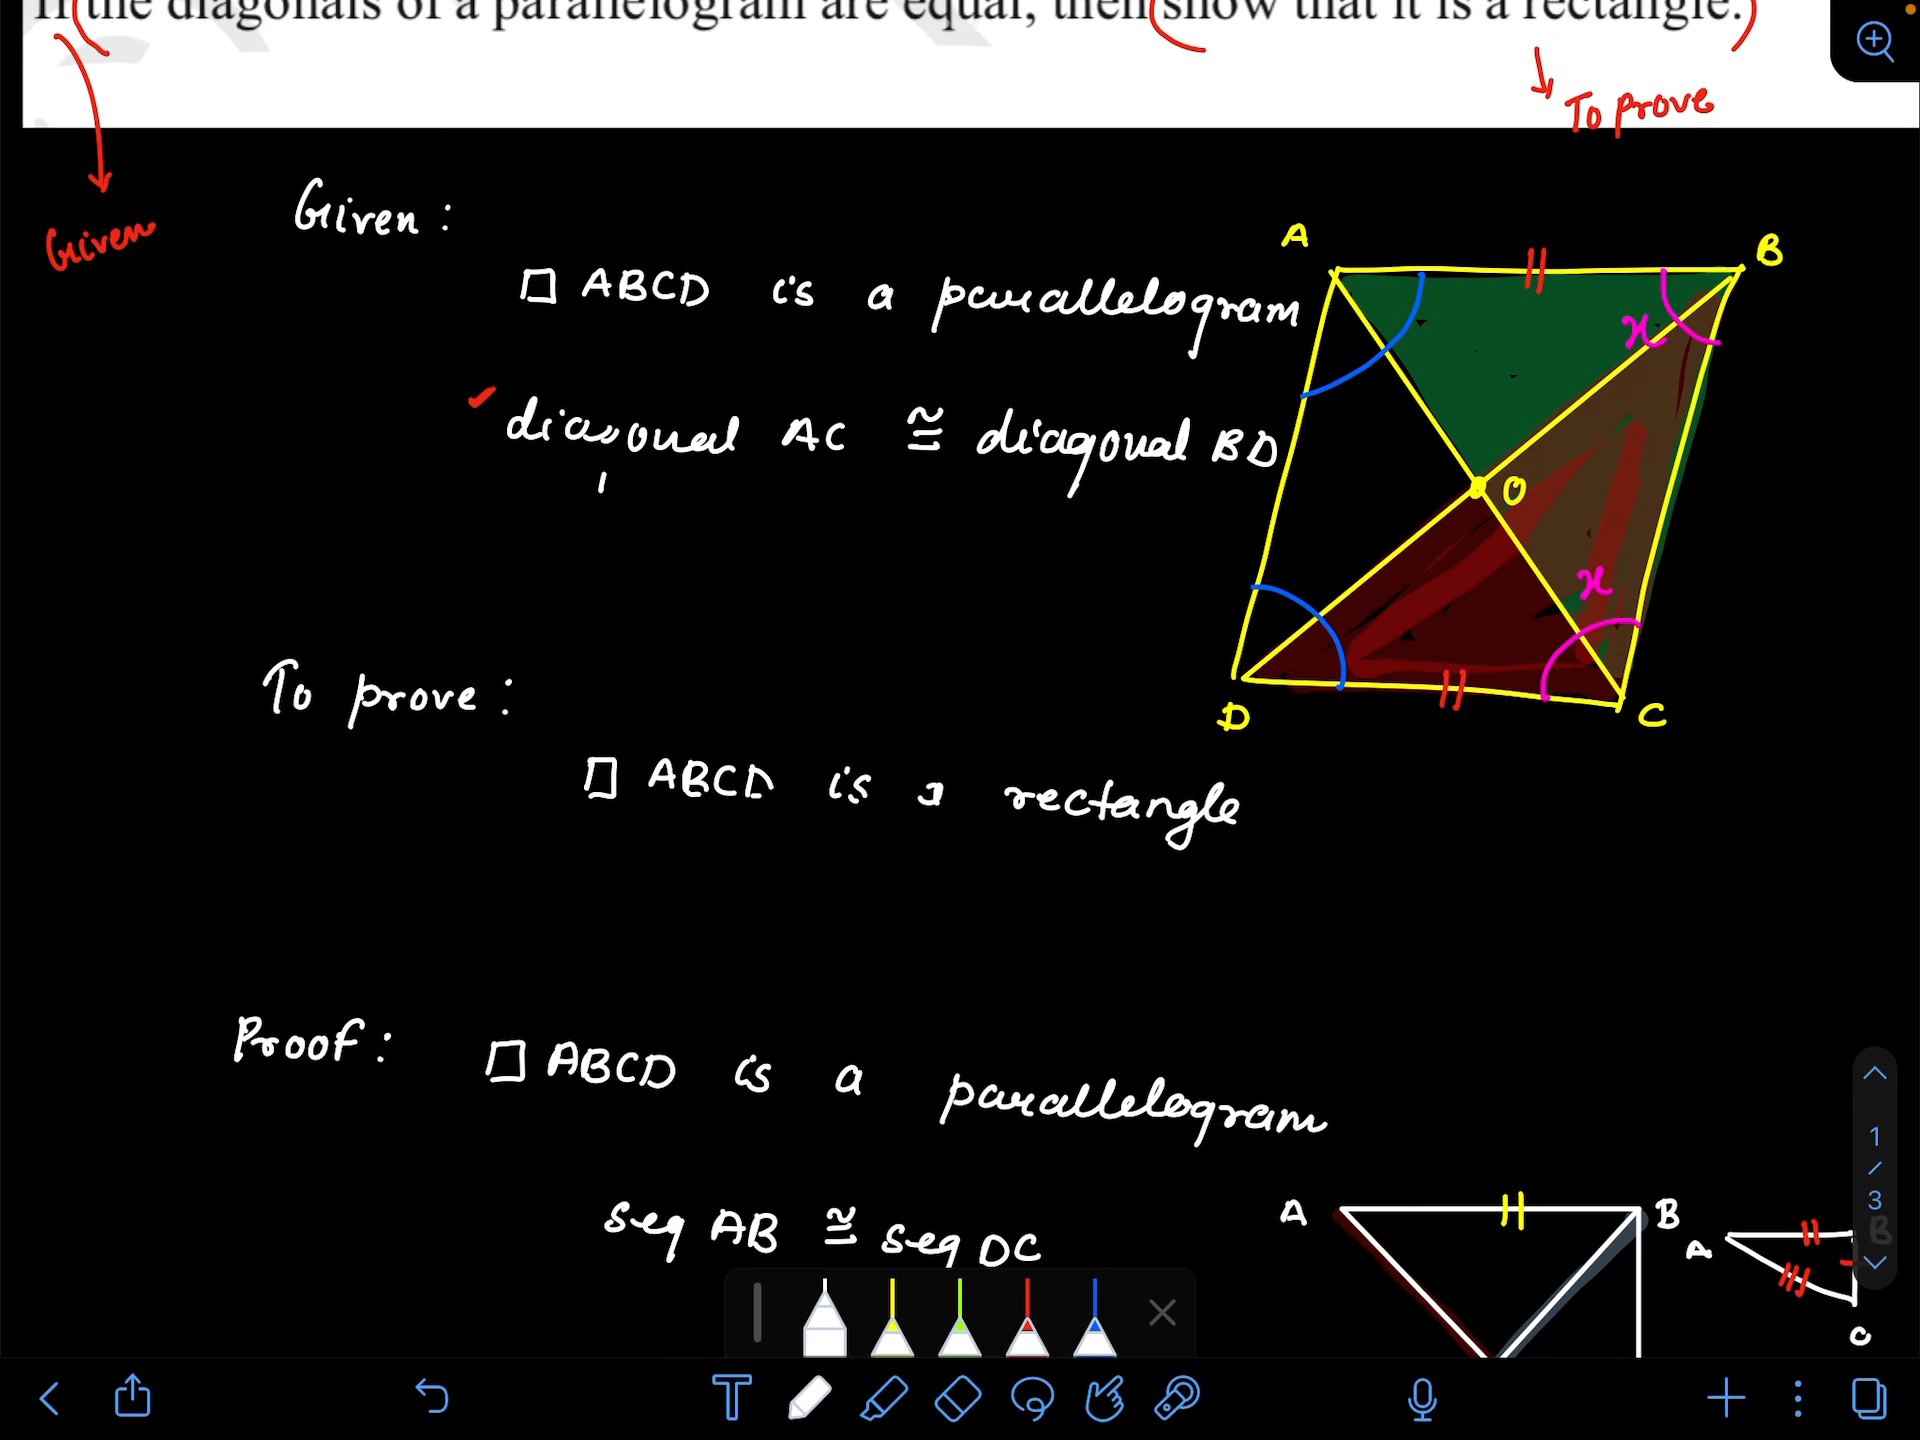 If the diagonals of a parallelogram are equal, then show that it is a rectangle.
To prove
Given
Given :
□ ABCD is a parallelogram
diagonal AC ≅ diagonal BD
A
B
x
O
x
D
C
To prove :
□ ABCD is a rectangle
Proof : □ ABCD is a parallelogram
seg AB ≅ seg DC
A
B
A
B
C
1
/
3
T